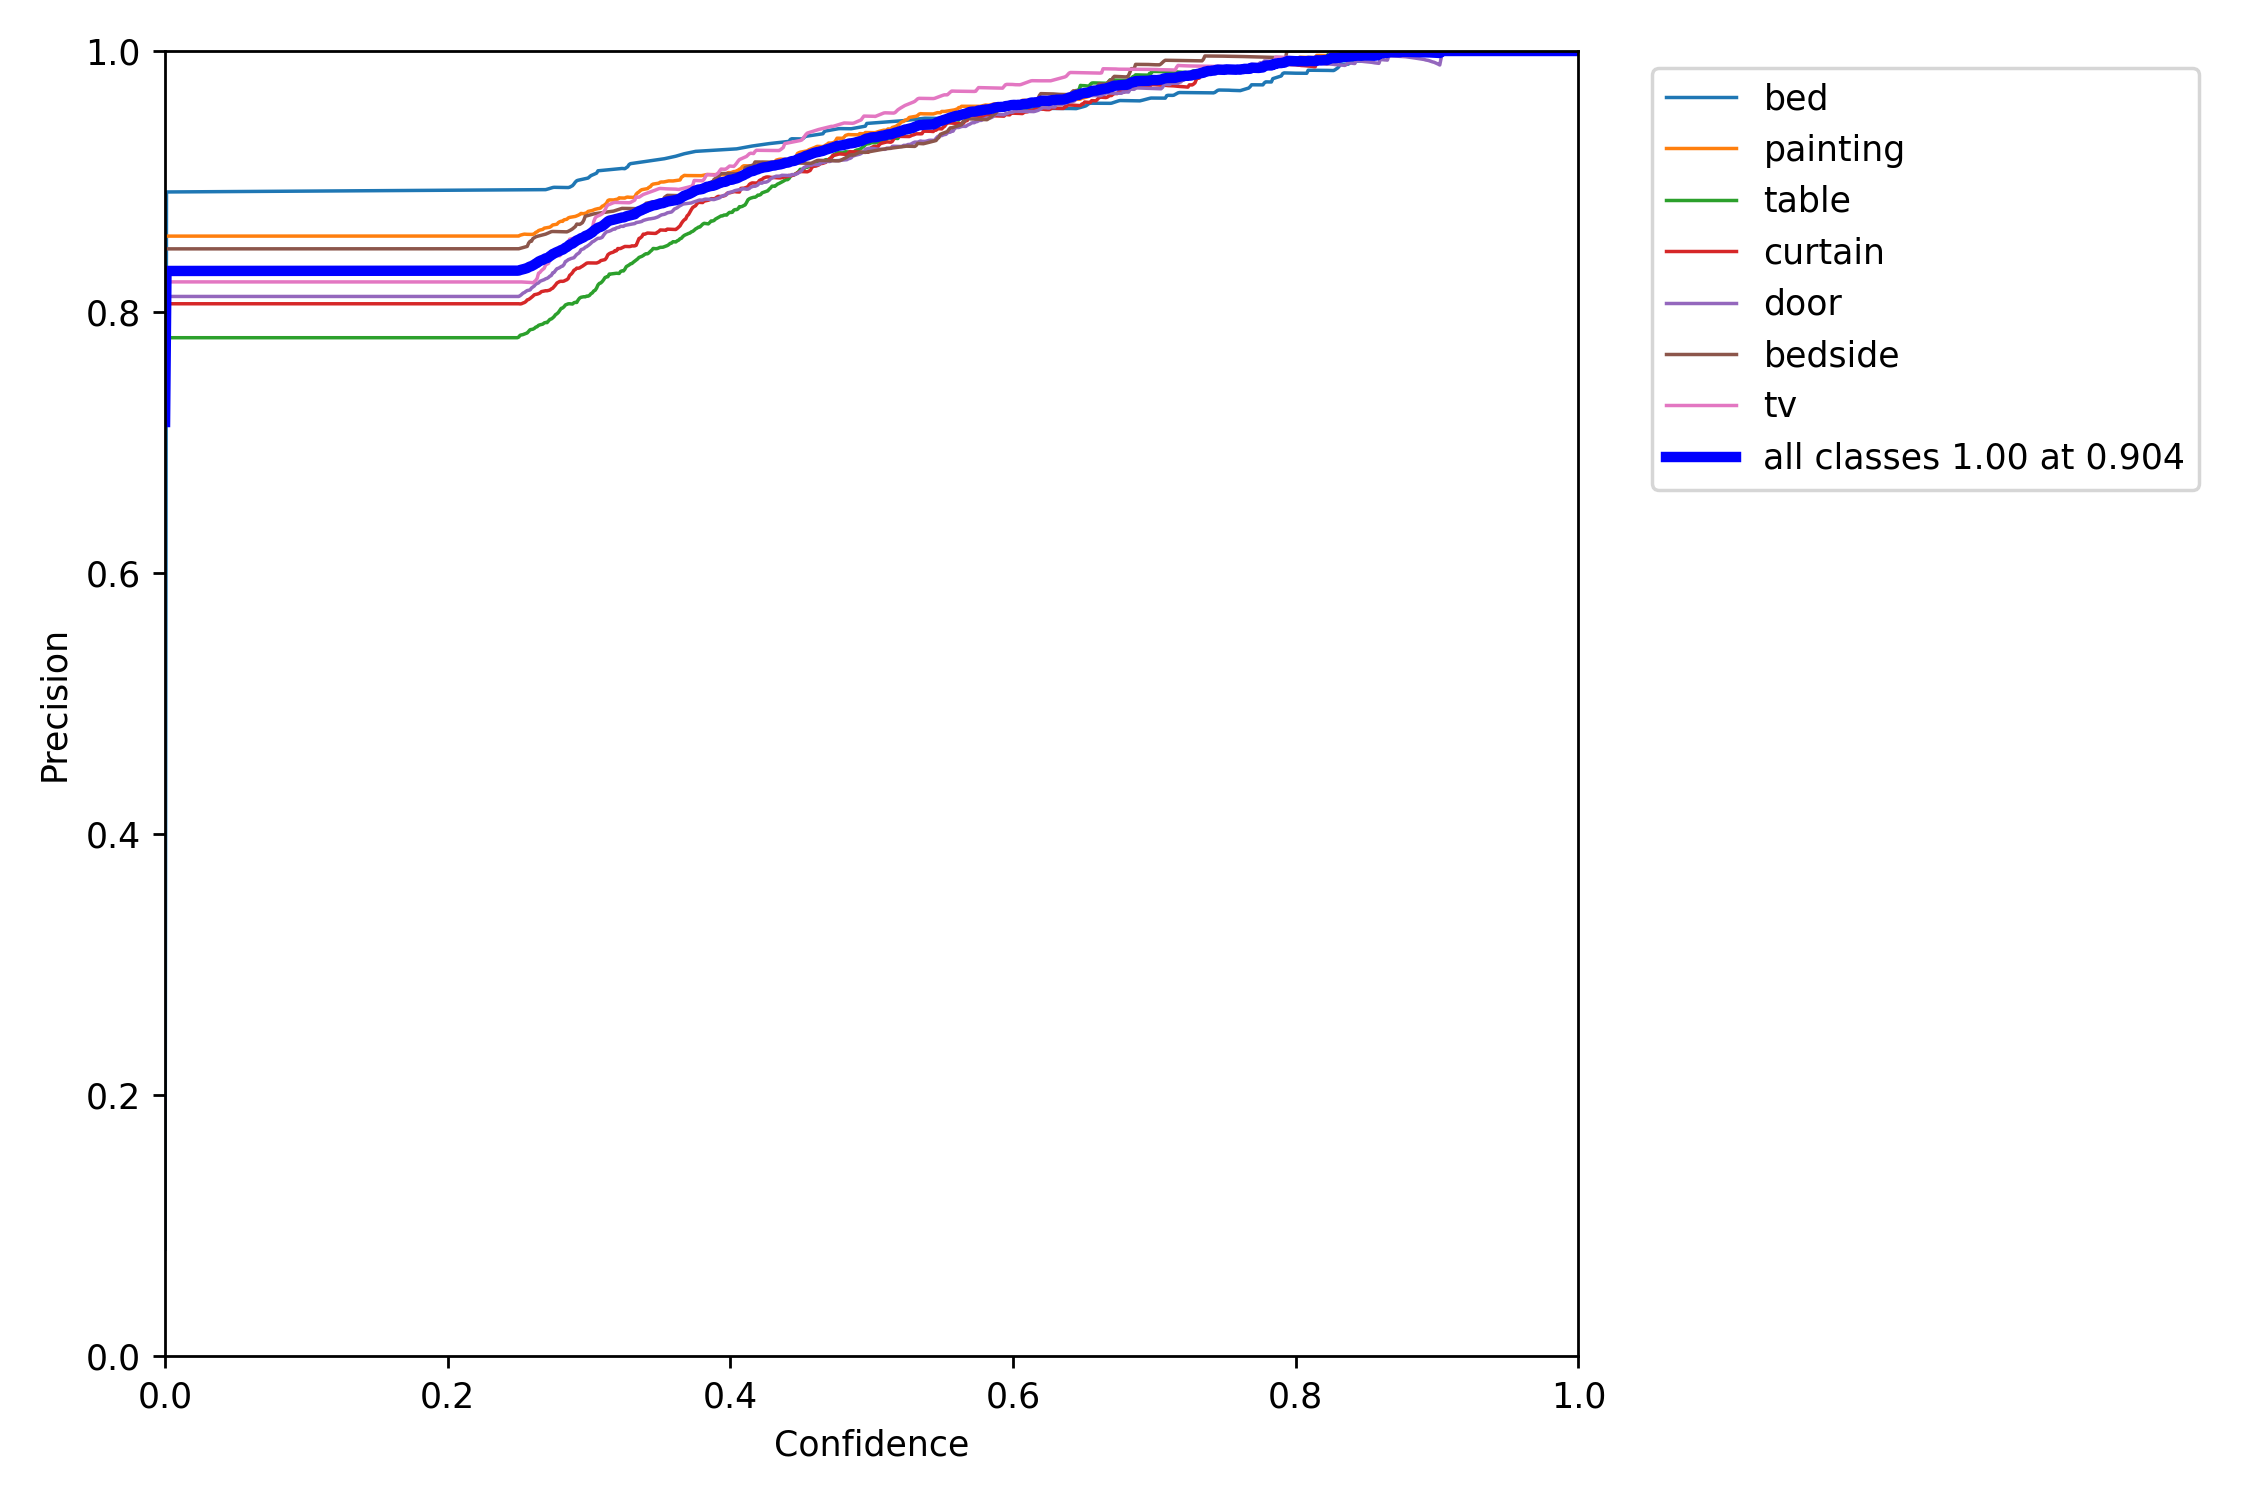 1.0
0.8
0.6
0.4
0.2
0.0
Precision
0.0 0.2 0.4 0.6 0.8 1.0
Confidence
bed
painting
table
curtain
door
bedside
tv
all classes 1.00 at 0.904